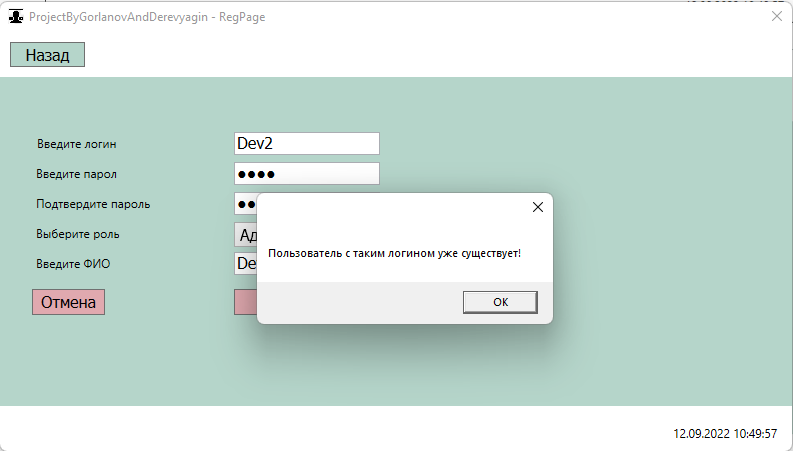 ProjectByGorlanovAndDerevyagin - RegPage
Назад
Введите логин
Dev2
Введите парол
Подтвердите пароль
Выберите роль
Введите ФИО
Пользователь с таким логином уже существует!
OK
Отмена
12.09.2022 10:49:57